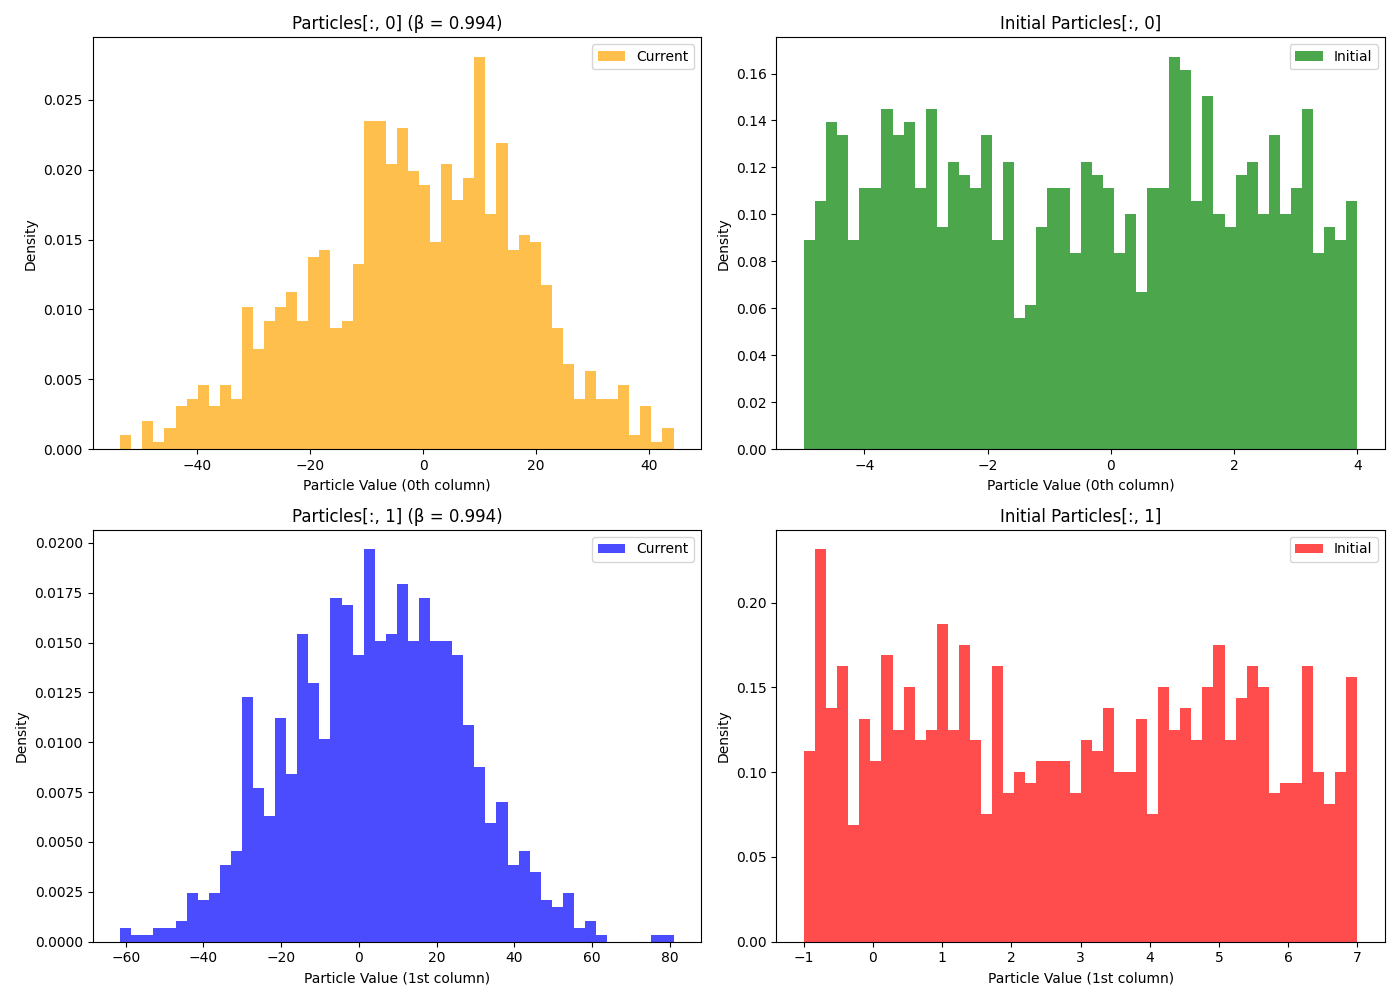 Particles[:, 0] (β = 0.994)
Current
Density
0.025
0.020
0.015
0.010
0.005
0.000
−40 −20 0 20 40
Particle Value (0th column)
Initial Particles[:, 0]
Initial
Density
0.16
0.14
0.12
0.10
0.08
0.06
0.04
0.02
0.00
−4 −2 0 2 4
Particle Value (0th column)
Particles[:, 1] (β = 0.994)
Current
Density
0.0200
0.0175
0.0150
0.0125
0.0100
0.0075
0.0050
0.0025
0.0000
−60 −40 −20 0 20 40 60 80
Particle Value (1st column)
Initial Particles[:, 1]
Initial
Density
0.20
0.15
0.10
0.05
0.00
−1 0 1 2 3 4 5 6 7
Particle Value (1st column)